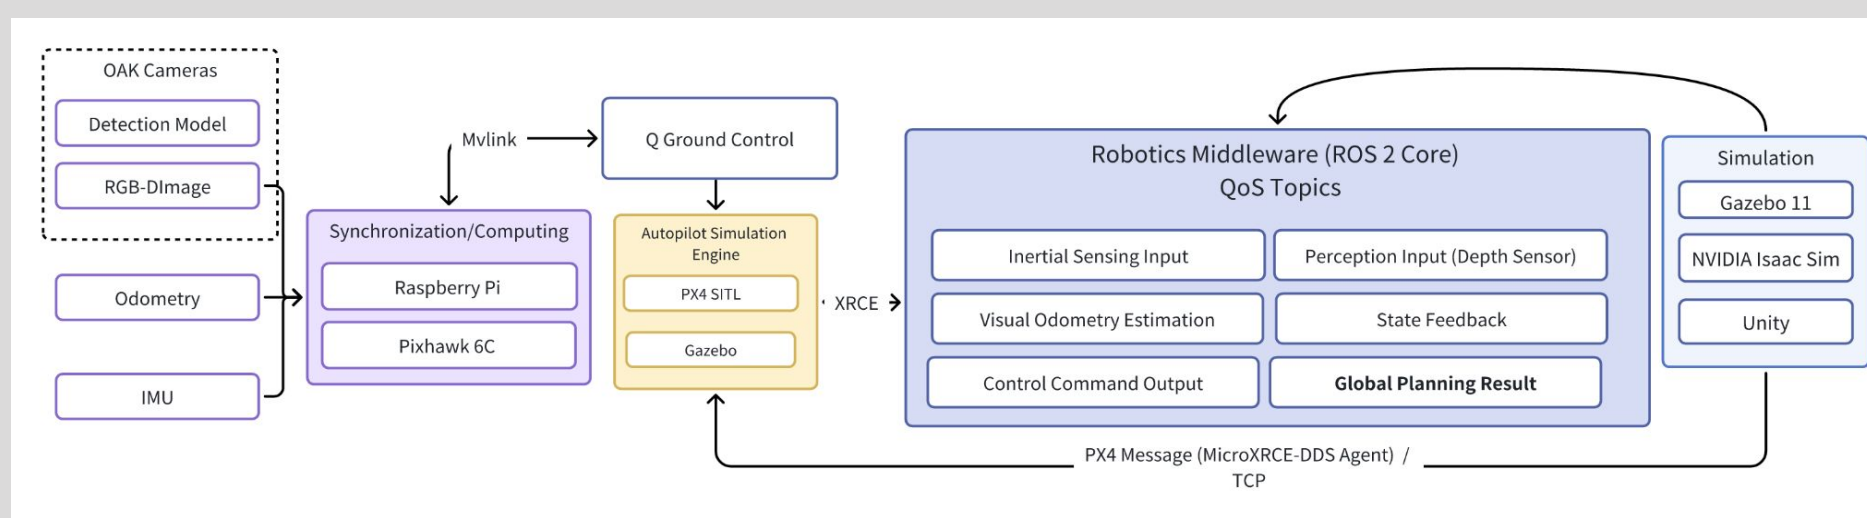 OAK Cameras
Detection Model
RGB-DImage
Odometry
IMU
Mvlink
Synchronization/Computing
Raspberry Pi
Pixhawk 6C
Q Ground Control
Autopilot Simulation
Engine
PX4 SITL
Gazebo
XRCE
Robotics Middleware (ROS 2 Core)
QoS Topics
Inertial Sensing Input
Perception Input (Depth Sensor)
Visual Odometry Estimation
State Feedback
Control Command Output
Global Planning Result
Simulation
Gazebo 11
NVIDIA Isaac Sim
Unity
PX4 Message (MicroXRCE-DDS Agent) /
TCP